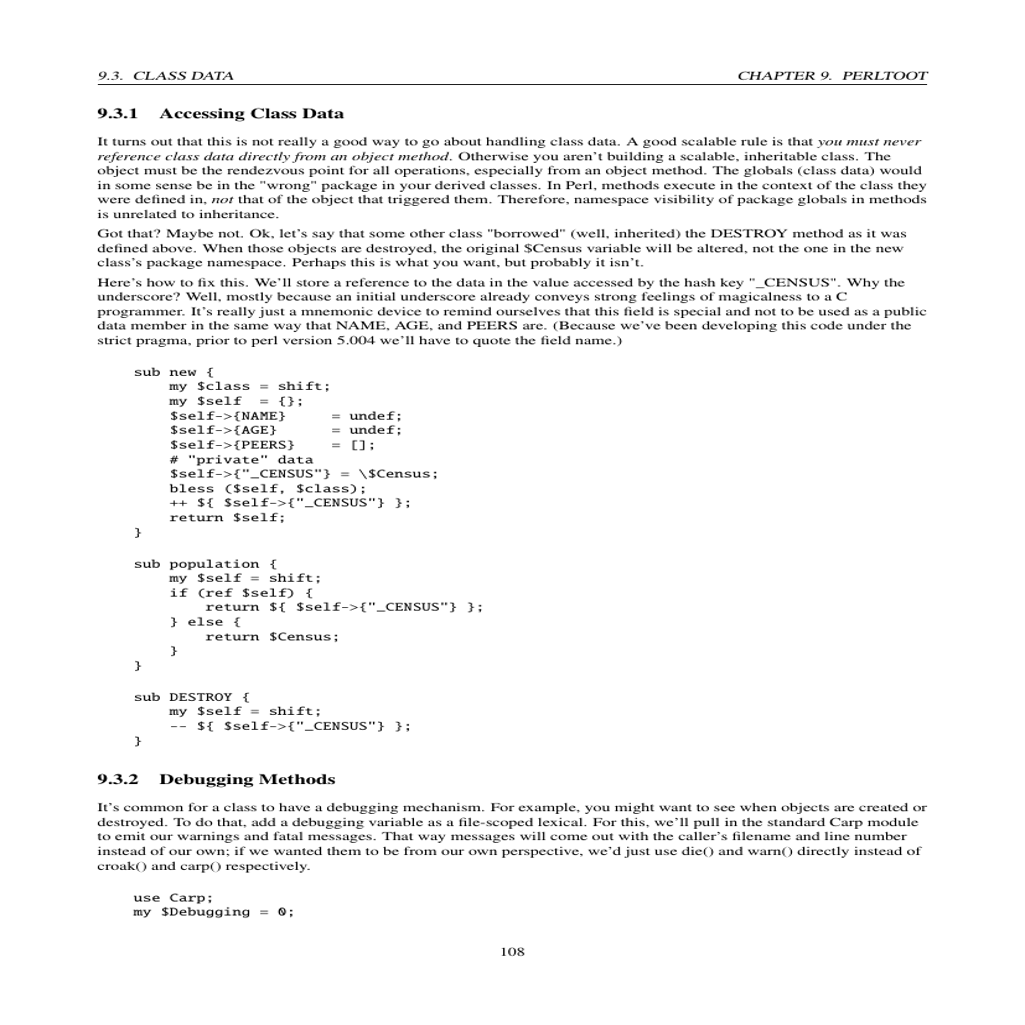 9.3. CLASS DATA CHAPTER 9. PERLTOOT
9.3.1 Accessing Class Data
It turns out that this is not really a good way to go about handling class data. A good scalable rule is that you must never
reference class data directly from an object method. Otherwise you aren't building a scalable, inheritable class. The
object must be the rendezvous point for all operations, especially from an object method. The globals (class data) would
in some sense be in the "wrong" package in your derived classes. In Perl, methods execute in the context of the class they
were defined in, not that of the object that triggered them. Therefore, namespace visibility of package globals in methods
is unrelated to inheritance.
Got that? Maybe not. Ok, let's say that some other class "borrowed" (well, inherited) the DESTROY method as it was
defined above. When those objects are destroyed, the original $Census variable will be altered, not the one in the new
class's package namespace. Perhaps this is what you want, but probably it isn't.
Here's how to fix this. We'll store a reference to the data in the value accessed by the hash key "_CENSUS". Why the
underscore? Well, mostly because an initial underscore already conveys strong feelings of magicalness to a C
programmer. It's really just a mnemonic device to remind ourselves that this field is special and not to be used as a public
data member in the same way that NAME, AGE, and PEERS are. (Because we've been developing this code under the
strict pragma, prior to perl version 5.004 we'll have to quote the field name.)
sub new {
    my $class = shift;
    my $self  = {};
    $self->{NAME}     = undef;
    $self->{AGE}      = undef;
    $self->{PEERS}    = [];
    # "private" data
    $self->{"_CENSUS"} = \$Census;
    bless ($self, $class);
    ++ ${ $self->{"_CENSUS"} };
    return $self;
}
sub population {
    my $self = shift;
    if (ref $self) {
        return ${ $self->{"_CENSUS"} };
    } else {
        return $Census;
    }
}
sub DESTROY {
    my $self = shift;
    -- ${ $self->{"_CENSUS"} };
}
9.3.2 Debugging Methods
It's common for a class to have a debugging mechanism. For example, you might want to see when objects are created or
destroyed. To do that, add a debugging variable as a file-scoped lexical. For this, we'll pull in the standard Carp module
to emit our warnings and fatal messages. That way messages will come out with the caller's filename and line number
instead of our own; if we wanted them to be from our own perspective, we'd just use die() and warn() directly instead of
croak() and carp() respectively.
use Carp;
my $Debugging = 0;
108